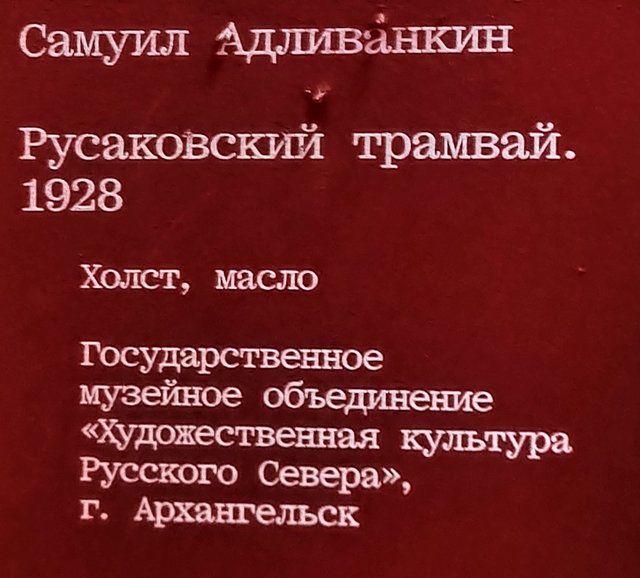 Самуил Адливанкин
Русаковский трамвай.
1928
Холст, масло
Государственное
музейное объединение
«Художественная культура
Русского Севера»,
г. Архангельск